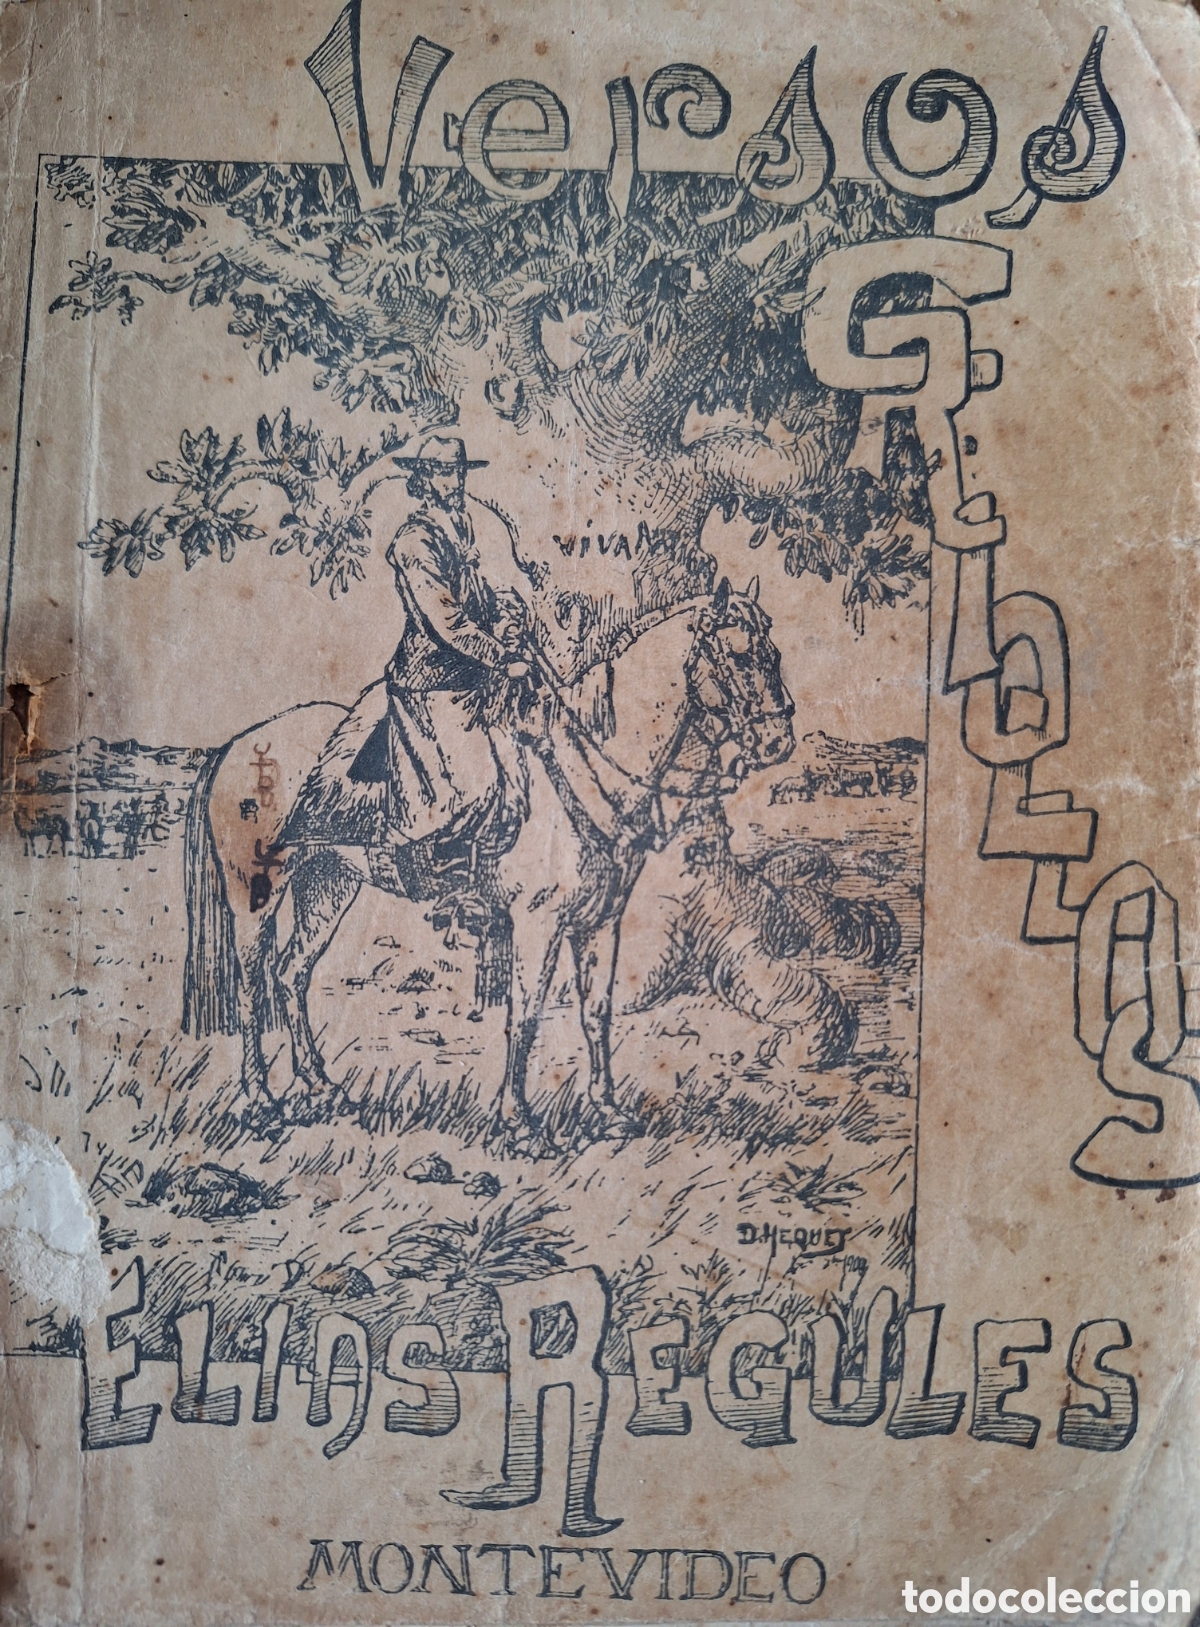 Versos
CRIOLLOS
VIVA
D. HEQUET
ELIAS REGULES
MONTEVIDEO
todocoleccion